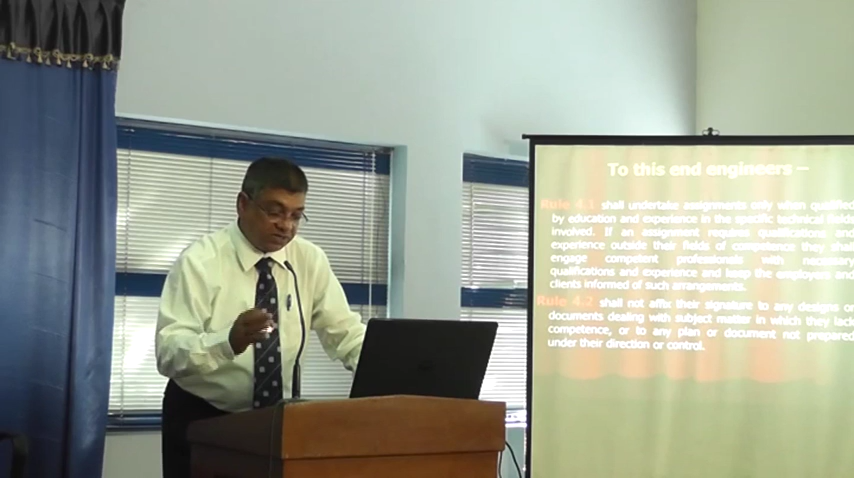 To this end engineers –
Rule 4.1 shall undertake assignments only when qualified
by education and experience in the specific technical fields
involved. If an assignment requires qualifications and
experience outside their fields of competence they shall
engage competent professionals with necessary
qualifications and experience and keep the employers and
clients informed of such arrangements.
Rule 4.2 shall not affix their signature to any designs or
documents dealing with subject matter in which they lack
competence, or to any plan or document not prepared
under their direction or control.